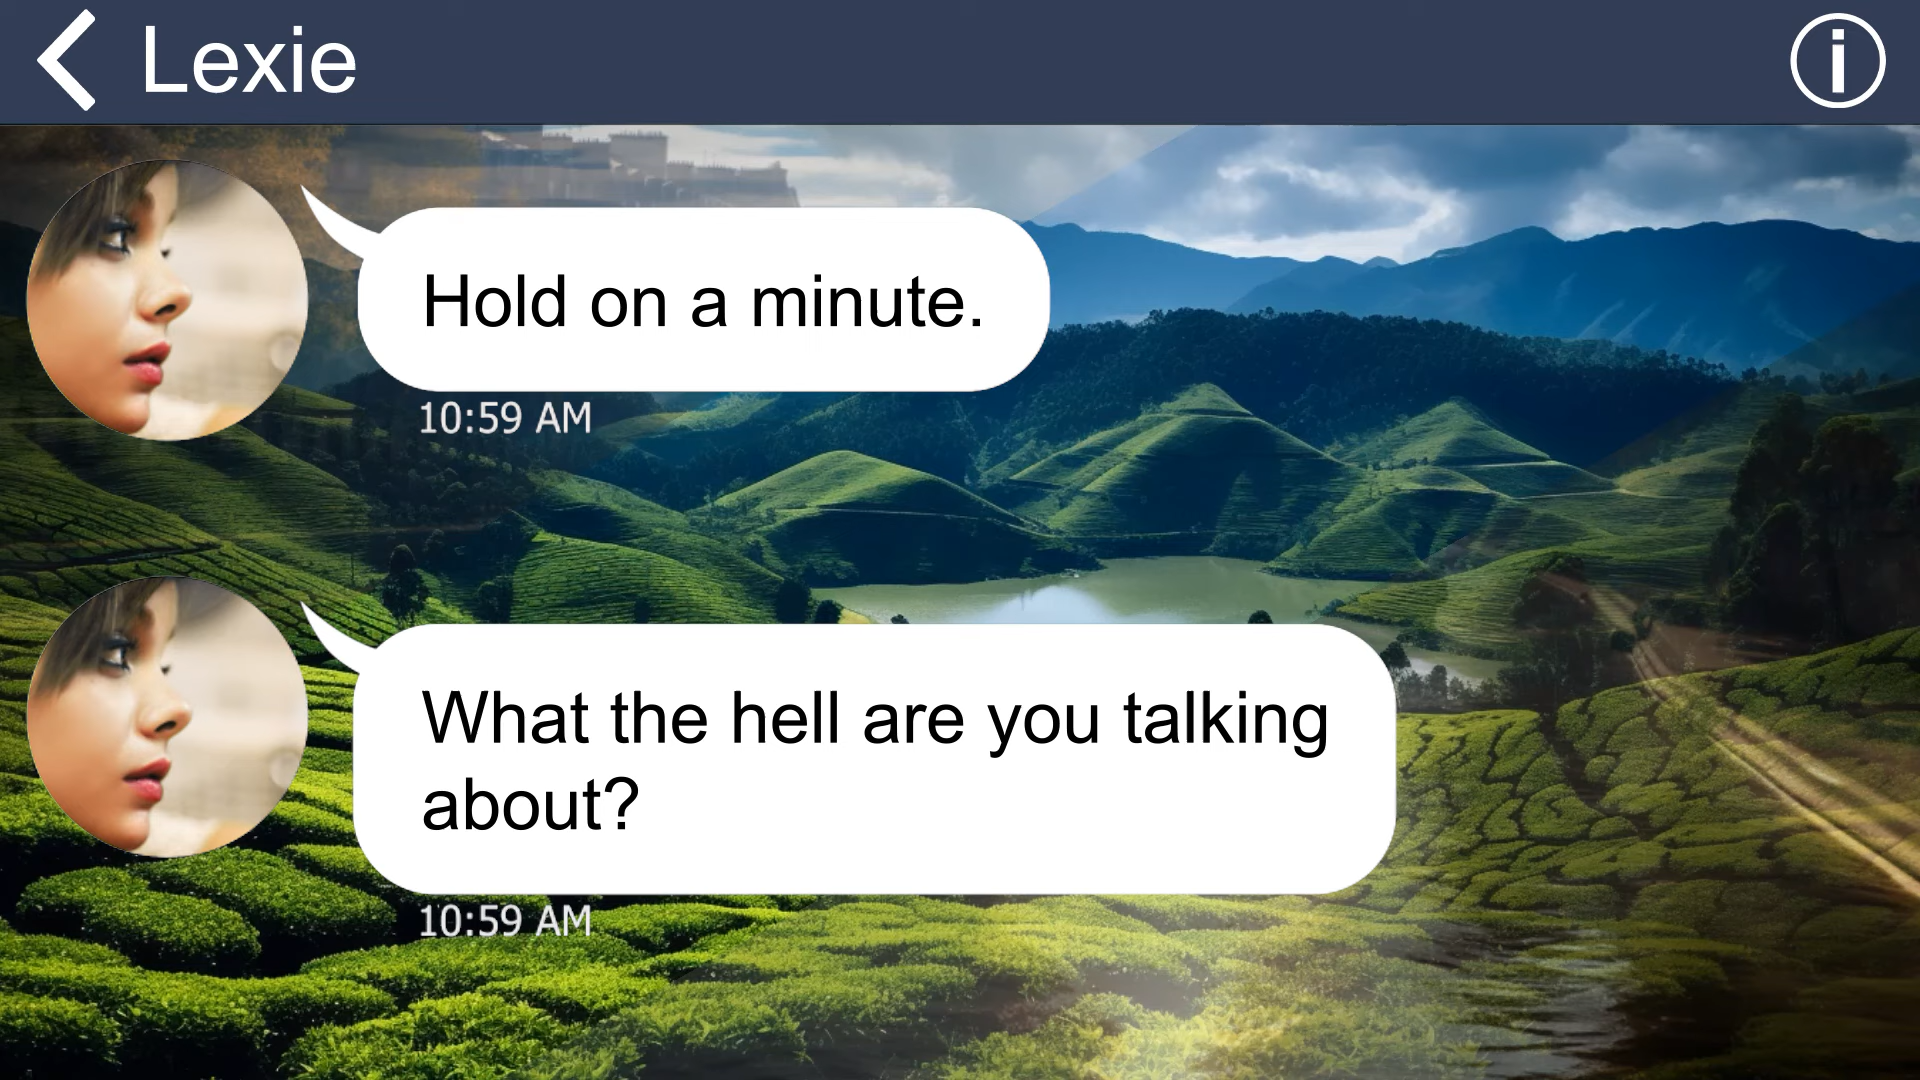 Lexie
Hold on a minute.
10:59 AM
What the hell are you talking
about?
10:59 AM